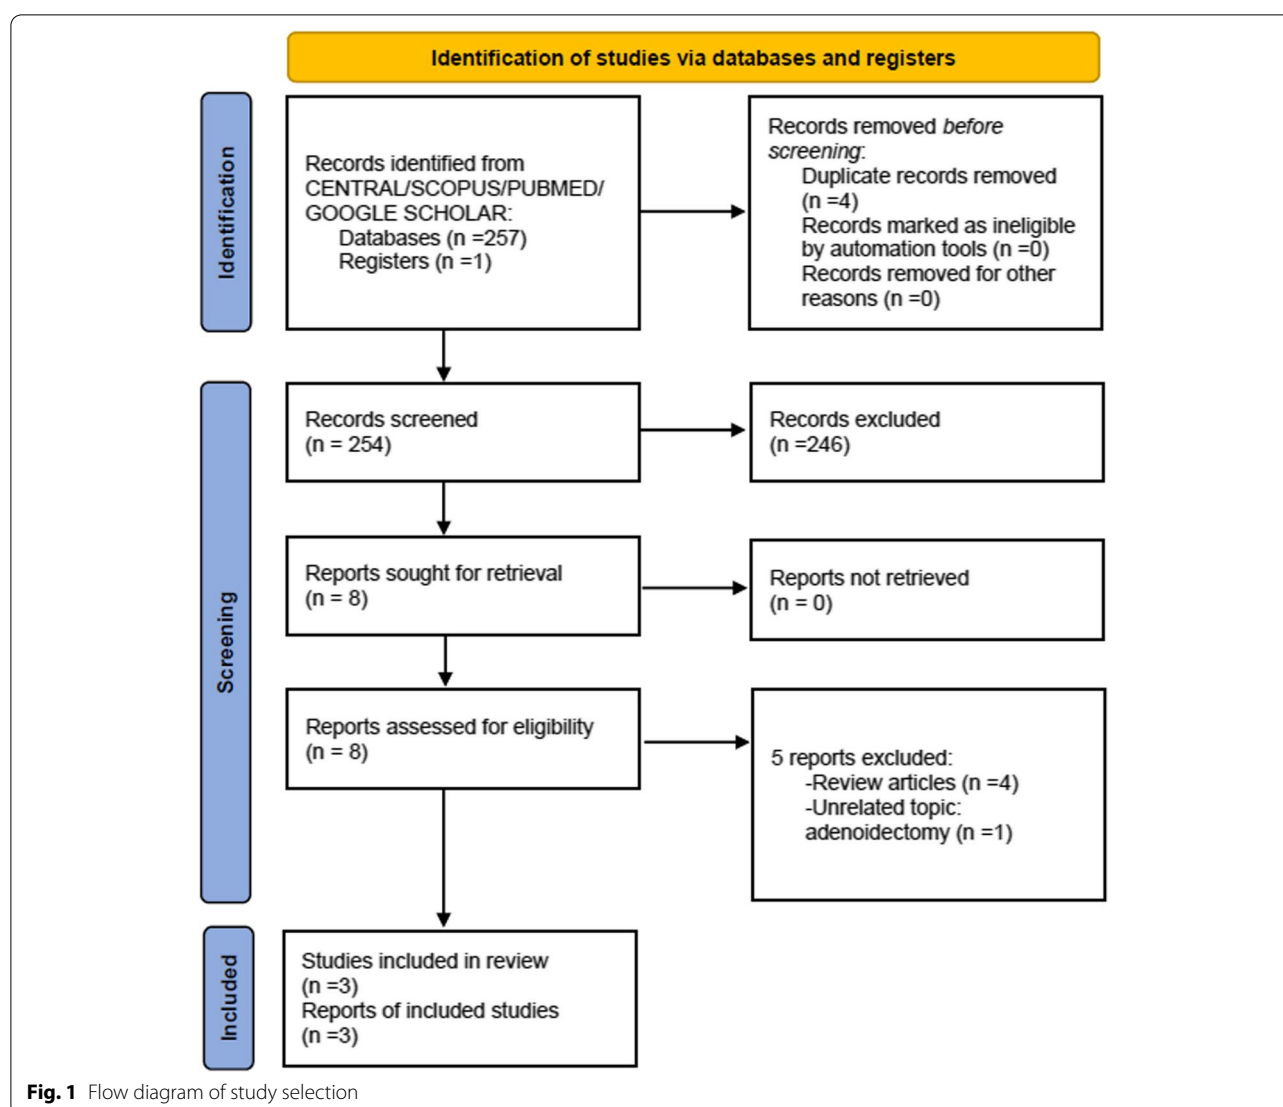 Identification of studies via databases and registers
Identification
Records identified from
CENTRAL/SCOPUS/PUBMED/
GOOGLE SCHOLAR:
Databases (n =257)
Registers (n =1)
Records removed before
screening:
Duplicate records removed
(n =4)
Records marked as ineligible
by automation tools (n =0)
Records removed for other
reasons (n =0)
Screening
Records screened
(n = 254)
Records excluded
(n =246)
Reports sought for retrieval
(n = 8)
Reports not retrieved
(n = 0)
Reports assessed for eligibility
(n = 8)
5 reports excluded:
-Review articles (n =4)
-Unrelated topic:
adenoidectomy (n =1)
Included
Studies included in review
(n =3)
Reports of included studies
(n =3)
Fig. 1 Flow diagram of study selection